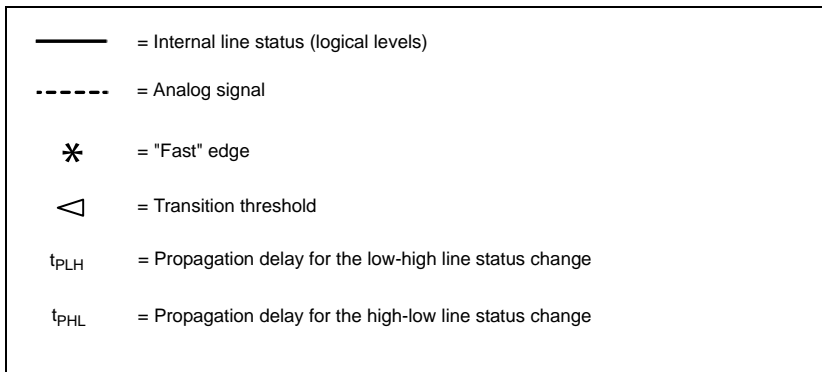 = Internal line status (logical levels)
= Analog signal
= "Fast" edge
= Transition threshold
tPLH = Propagation delay for the low-high line status change
tPHL = Propagation delay for the high-low line status change